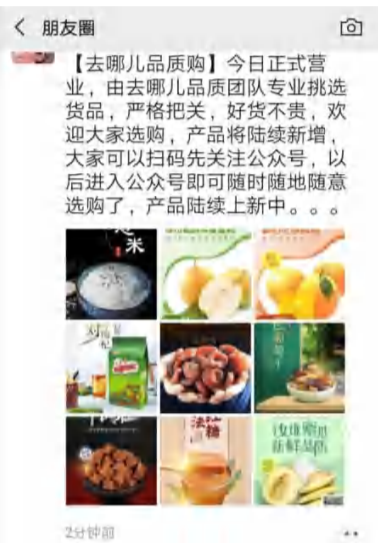 朋友圈
【去哪儿品质购】今日正式营
业，由去哪儿品质团队专业挑选
货品，严格把关，好货不贵，欢
迎大家选购，产品将陆续新增，
大家可以扫码先关注公众号，以
后进入公众号即可随时随地随意
选购了，产品陆续上新中。。。
米
红糖
2分钟前